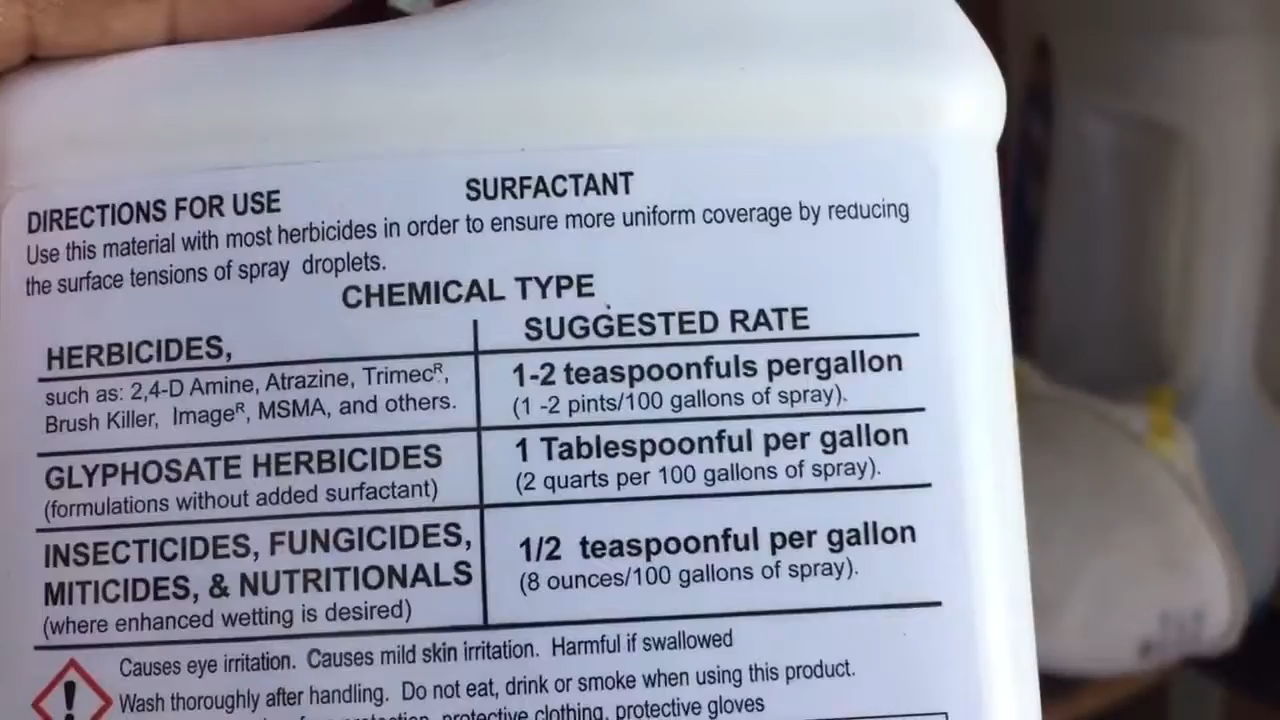 DIRECTIONS FOR USE SURFACTANT
Use this material with most herbicides in order to ensure more uniform coverage by reducing
the surface tensions of spray droplets.
CHEMICAL TYPE
HERBICIDES, SUGGESTED RATE
such as: 2,4-D Amine, Atrazine, Trimecᴿ, 1-2 teaspoonfuls pergallon
Brush Killer, Imageᴿ, MSMA, and others. (1 -2 pints/100 gallons of spray).
GLYPHOSATE HERBICIDES 1 Tablespoonful per gallon
(formulations without added surfactant) (2 quarts per 100 gallons of spray).
INSECTICIDES, FUNGICIDES, 1/2 teaspoonful per gallon
MITICIDES, & NUTRITIONALS (8 ounces/100 gallons of spray).
(where enhanced wetting is desired)
Causes eye irritation. Causes mild skin irritation. Harmful if swallowed
Wash thoroughly after handling. Do not eat, drink or smoke when using this product.
protective clothing, protective gloves